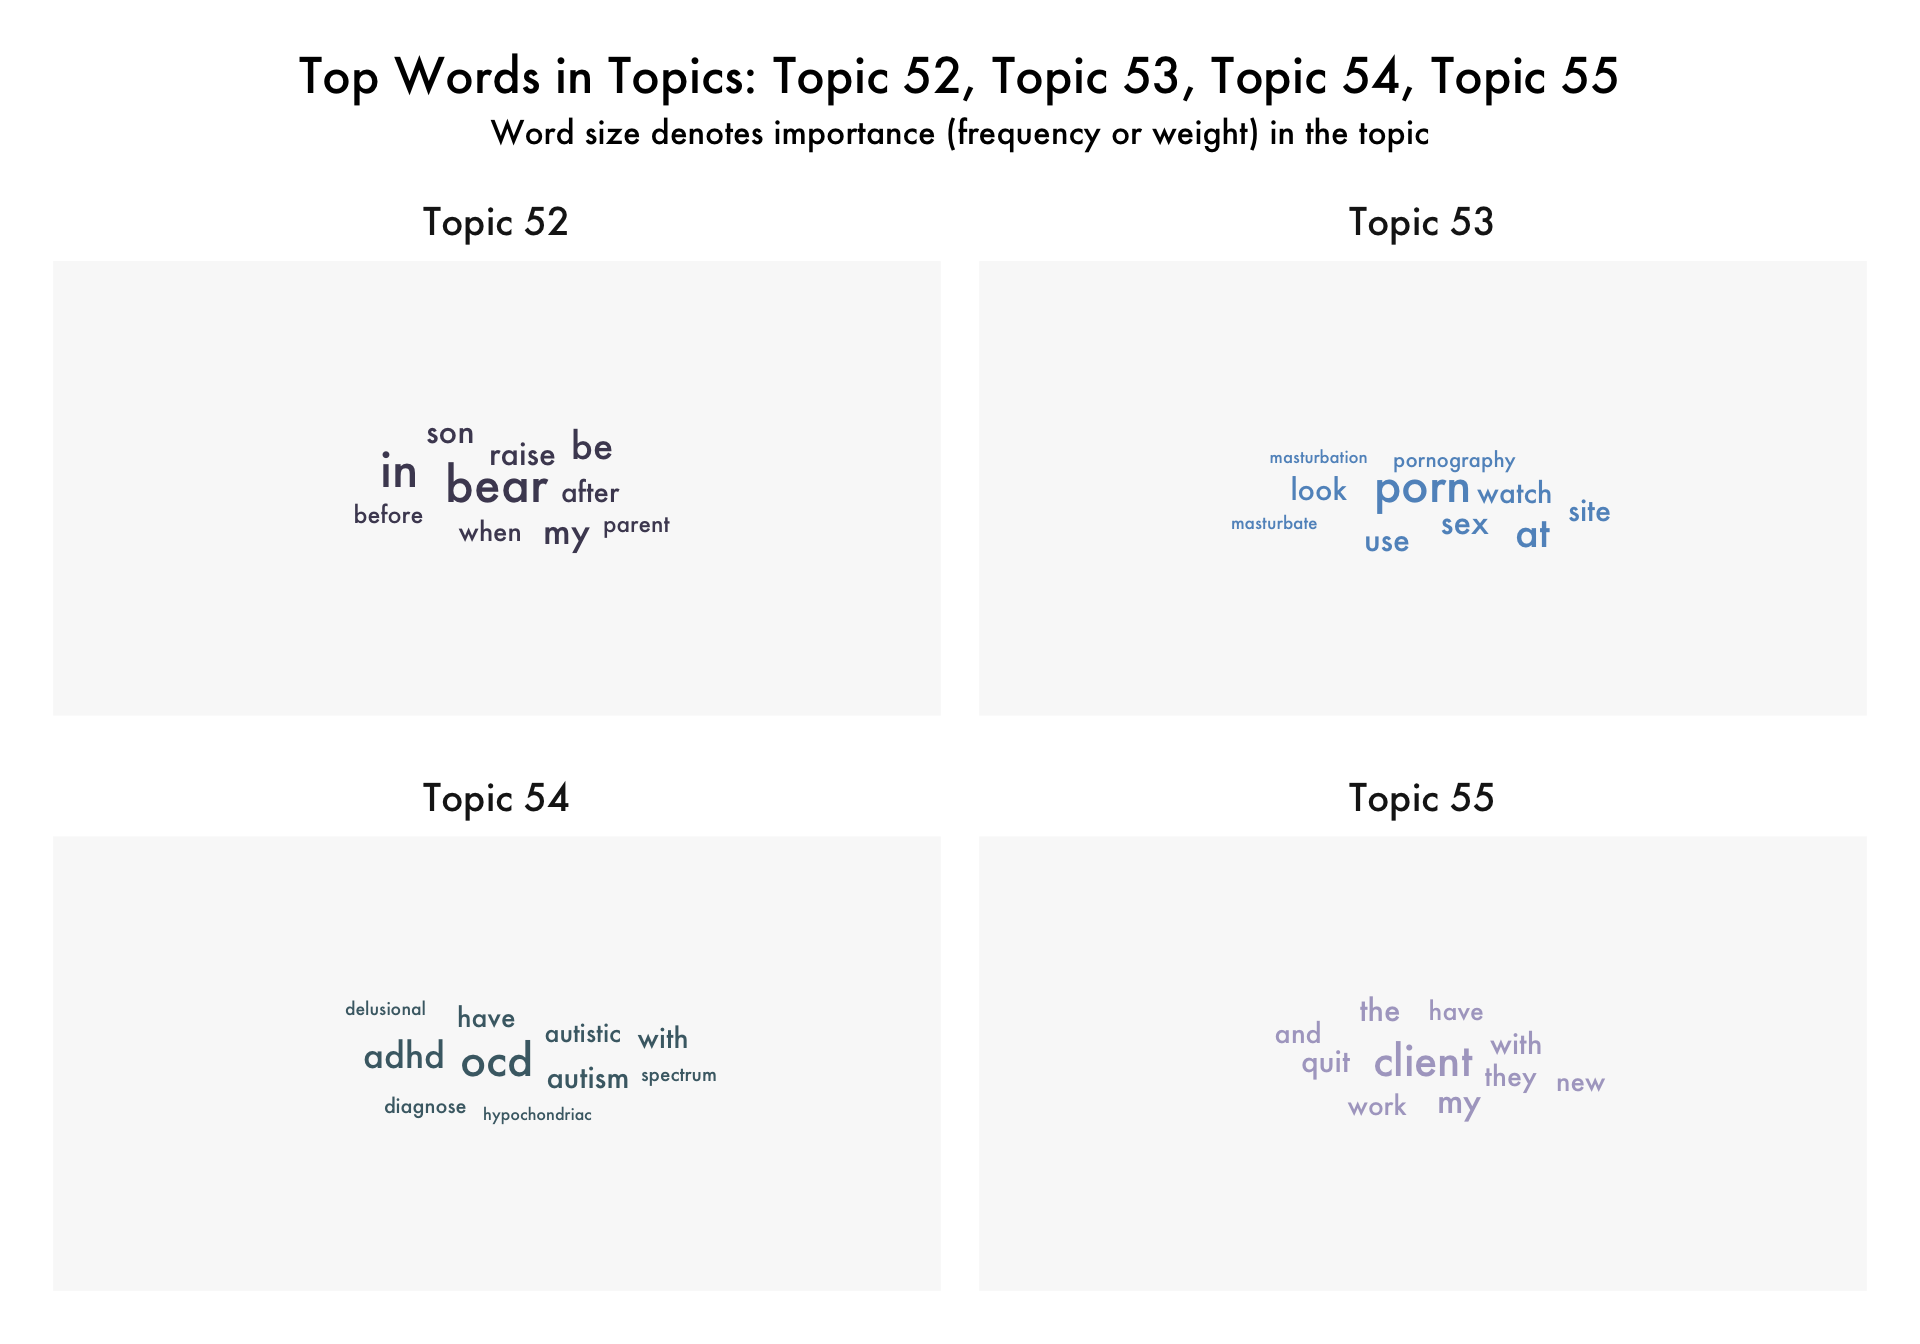 Top Words in Topics: Topic 52, Topic 53, Topic 54, Topic 55
Word size denotes importance (frequency or weight) in the topic
Topic 52
son
be
raise
in
bear
after
before
when
my
parent
Topic 53
masturbation
pornography
look
porn
watch
site
masturbate
sex
at
use
Topic 54
delusional
have
autistic
with
adhd
ocd
autism
spectrum
diagnose
hypochondriac
Topic 55
the
have
and
with
quit
client
they
new
work
my